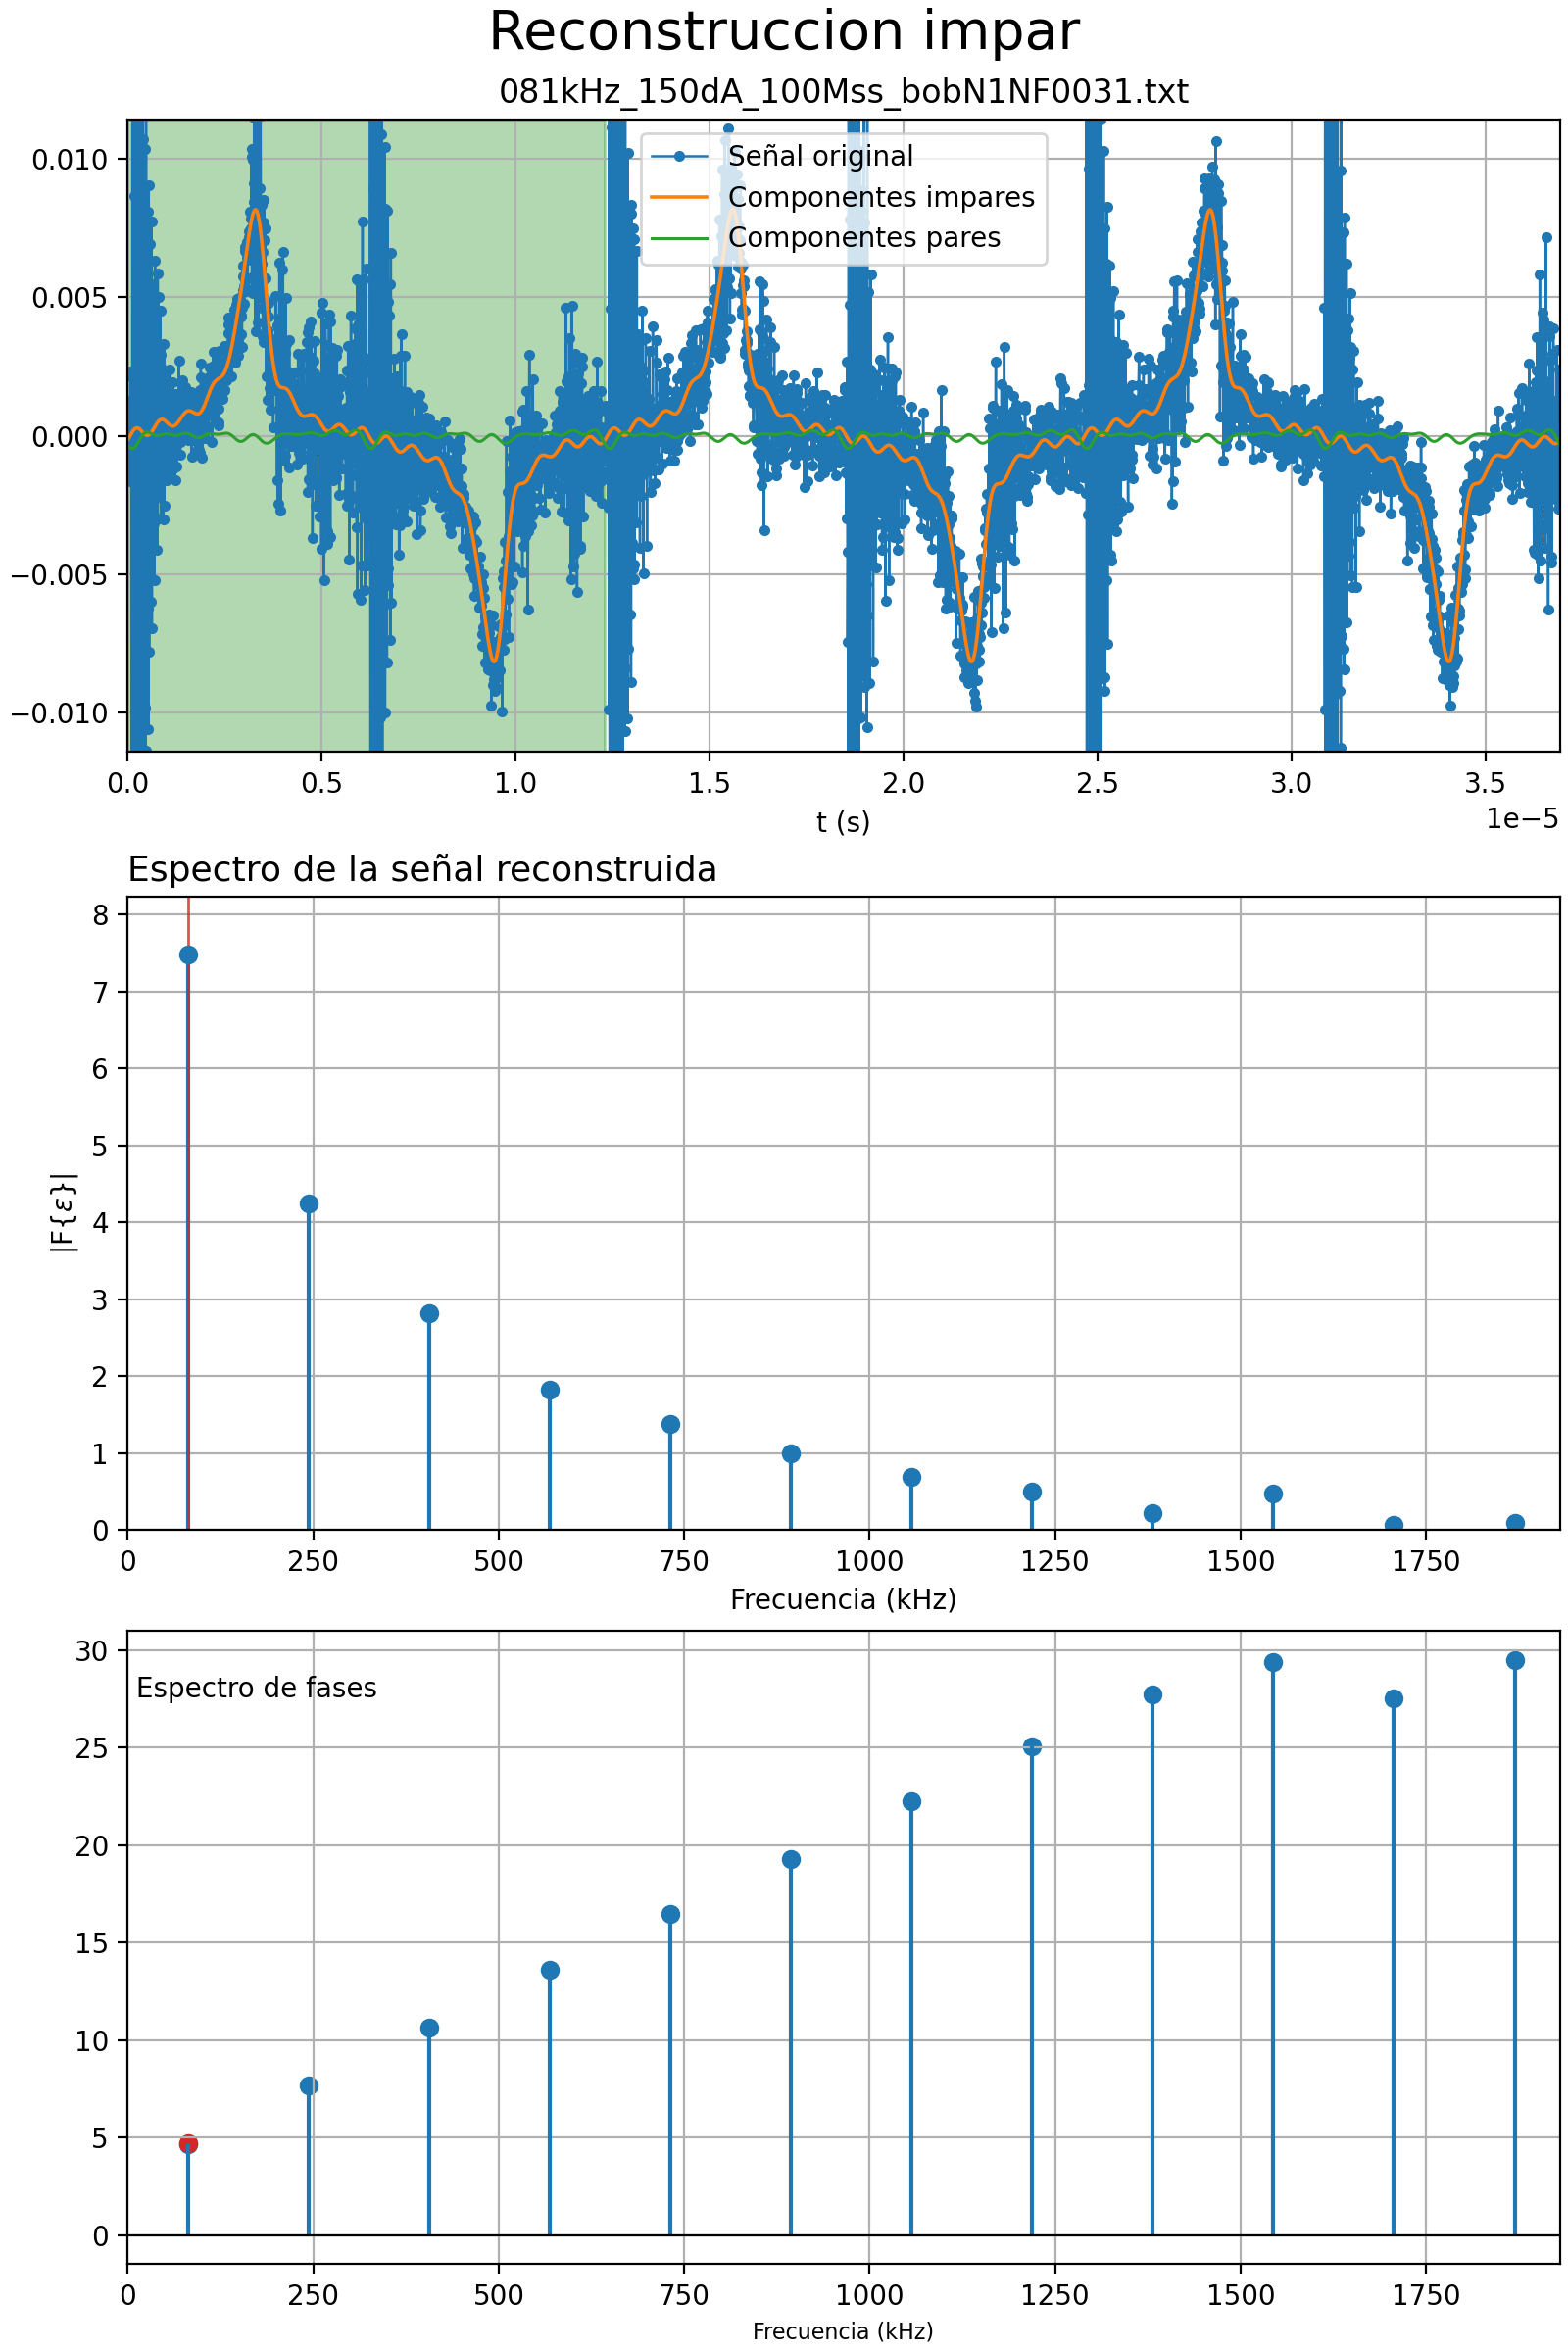 Reconstruccion impar
081kHz_150dA_100Mss_bobN1NF0031.txt
Señal original
Componentes impares
Componentes pares
0.010
0.005
0.000
−0.005
−0.010
0.0 0.5 1.0 1.5 2.0 2.5 3.0 3.5
t (s)
1e−5
Espectro de la señal reconstruida
8
7
6
5
4
3
2
1
0
|F{ε}|
0 250 500 750 1000 1250 1500 1750
Frecuencia (kHz)
Espectro de fases
30
25
20
15
10
5
0
0 250 500 750 1000 1250 1500 1750
Frecuencia (kHz)